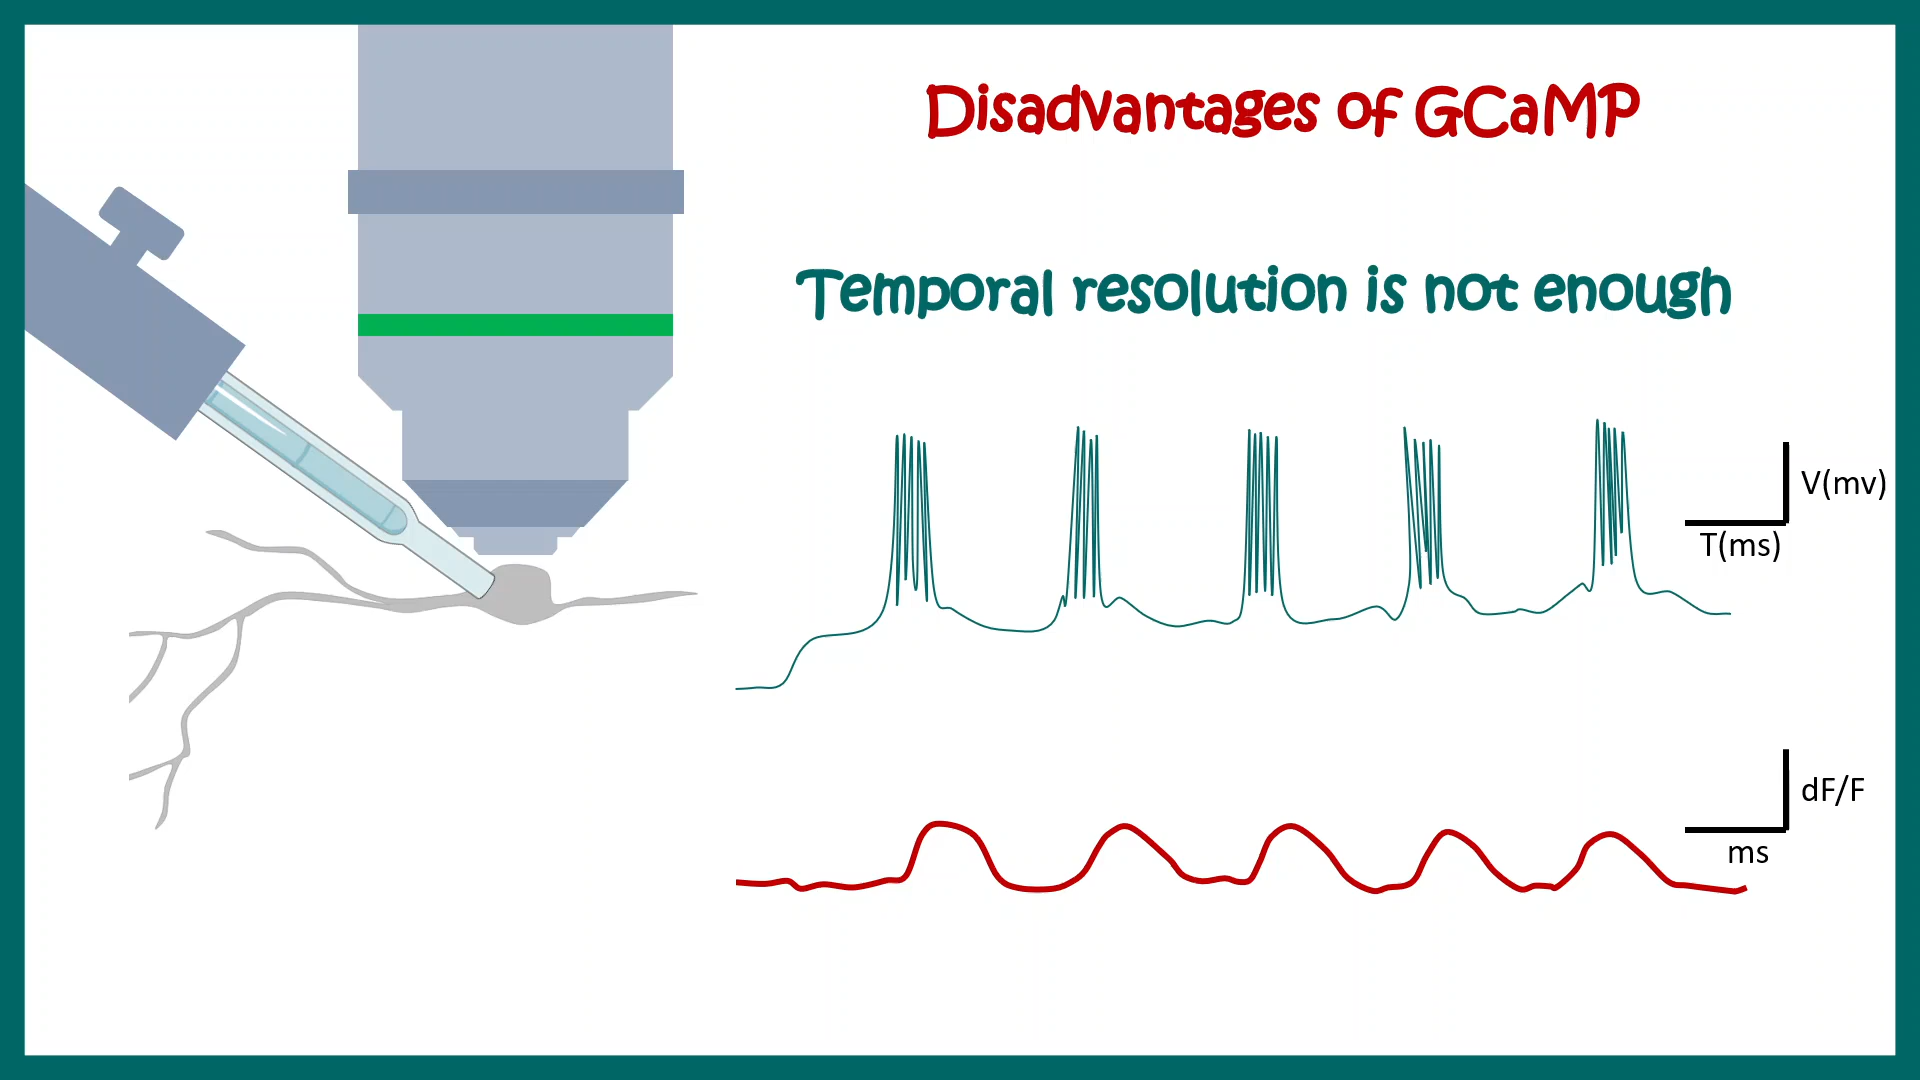 Disadvantages of GCaMP
Temporal resolution is not enough
V(mv)
T(ms)
dF/F
ms